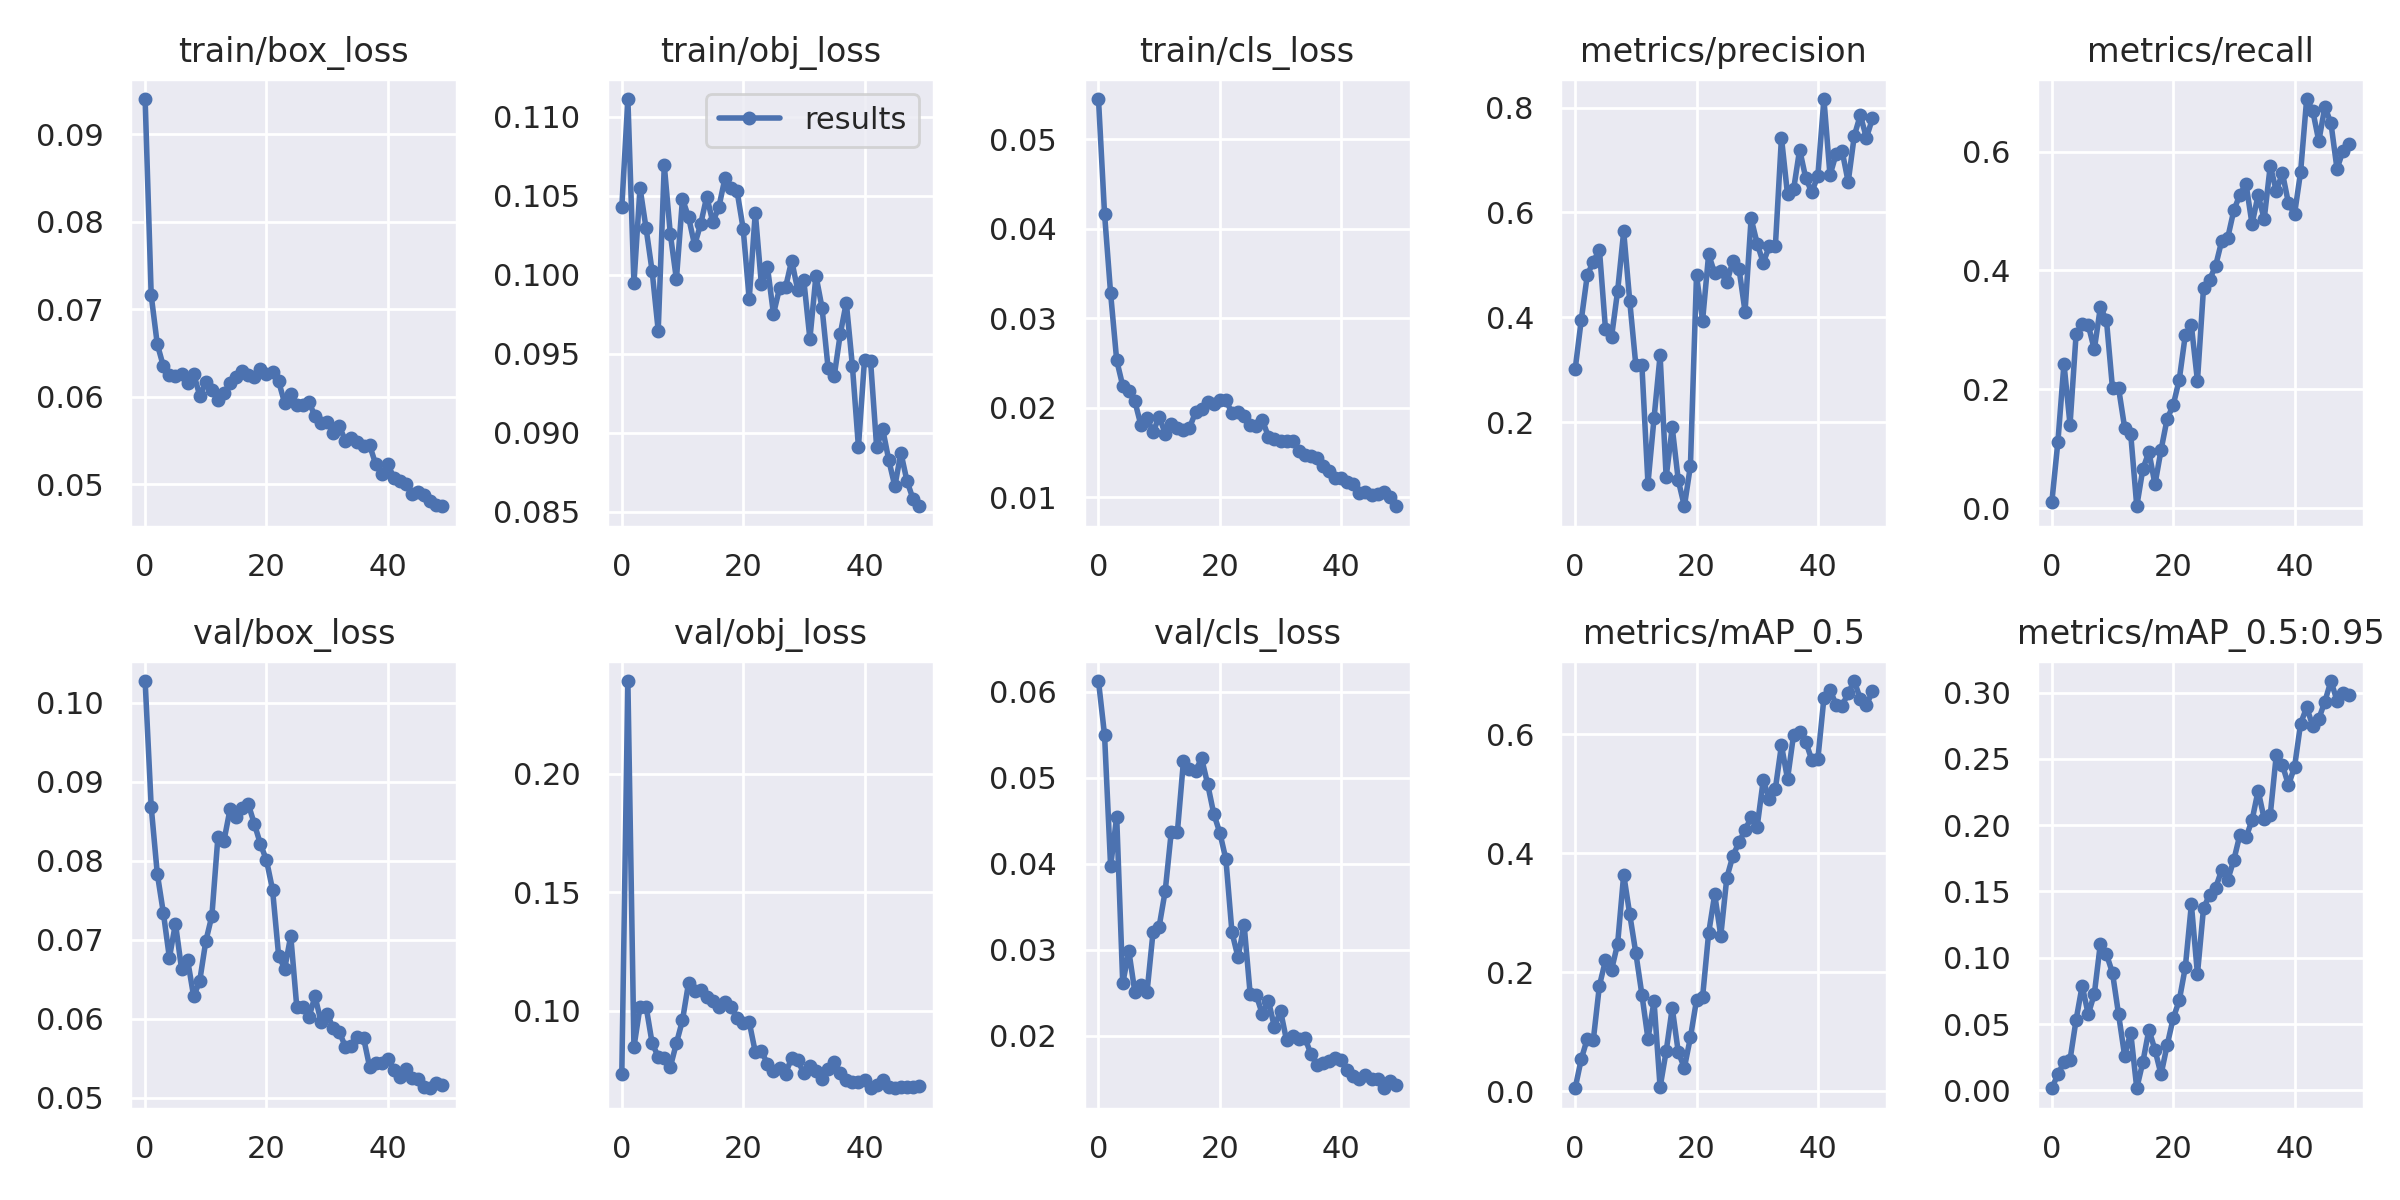 train/box_loss
0.09
0.08
0.07
0.06
0.05
0 20 40
train/obj_loss
results
0.110
0.105
0.100
0.095
0.090
0.085
0 20 40
train/cls_loss
0.05
0.04
0.03
0.02
0.01
0 20 40
metrics/precision
0.8
0.6
0.4
0.2
0 20 40
metrics/recall
0.6
0.4
0.2
0.0
0 20 40
val/box_loss
0.10
0.09
0.08
0.07
0.06
0.05
0 20 40
val/obj_loss
0.20
0.15
0.10
0 20 40
val/cls_loss
0.06
0.05
0.04
0.03
0.02
0 20 40
metrics/mAP_0.5
0.6
0.4
0.2
0.0
0 20 40
metrics/mAP_0.5:0.95
0.30
0.25
0.20
0.15
0.10
0.05
0.00
0 20 40